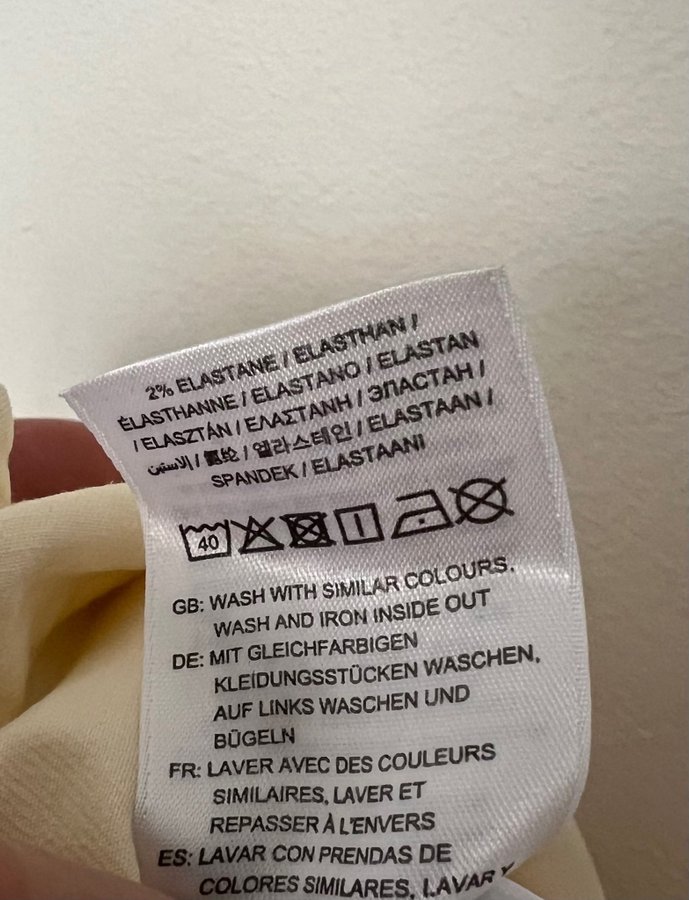 2% ELASTANE / ELASTHAN /
ÉLASTHANNE / ELASTANO / ELASTAN
/ ELASZTÁN / ΕΛΑΣΤΑΝΗ / ЭЛАСТАН /
الاستين / 氨纶 / 엘라스테인 / ELASTAAN /
SPANDEK / ELASTAANI
40
GB: WASH WITH SIMILAR COLOURS.
WASH AND IRON INSIDE OUT
DE: MIT GLEICHFARBIGEN
KLEIDUNGSSTÜCKEN WASCHEN,
AUF LINKS WASCHEN UND
BÜGELN
FR: LAVER AVEC DES COULEURS
SIMILAIRES, LAVER ET
REPASSER À L'ENVERS
ES: LAVAR CON PRENDAS DE
COLORES SIMILARES, LAVAR Y